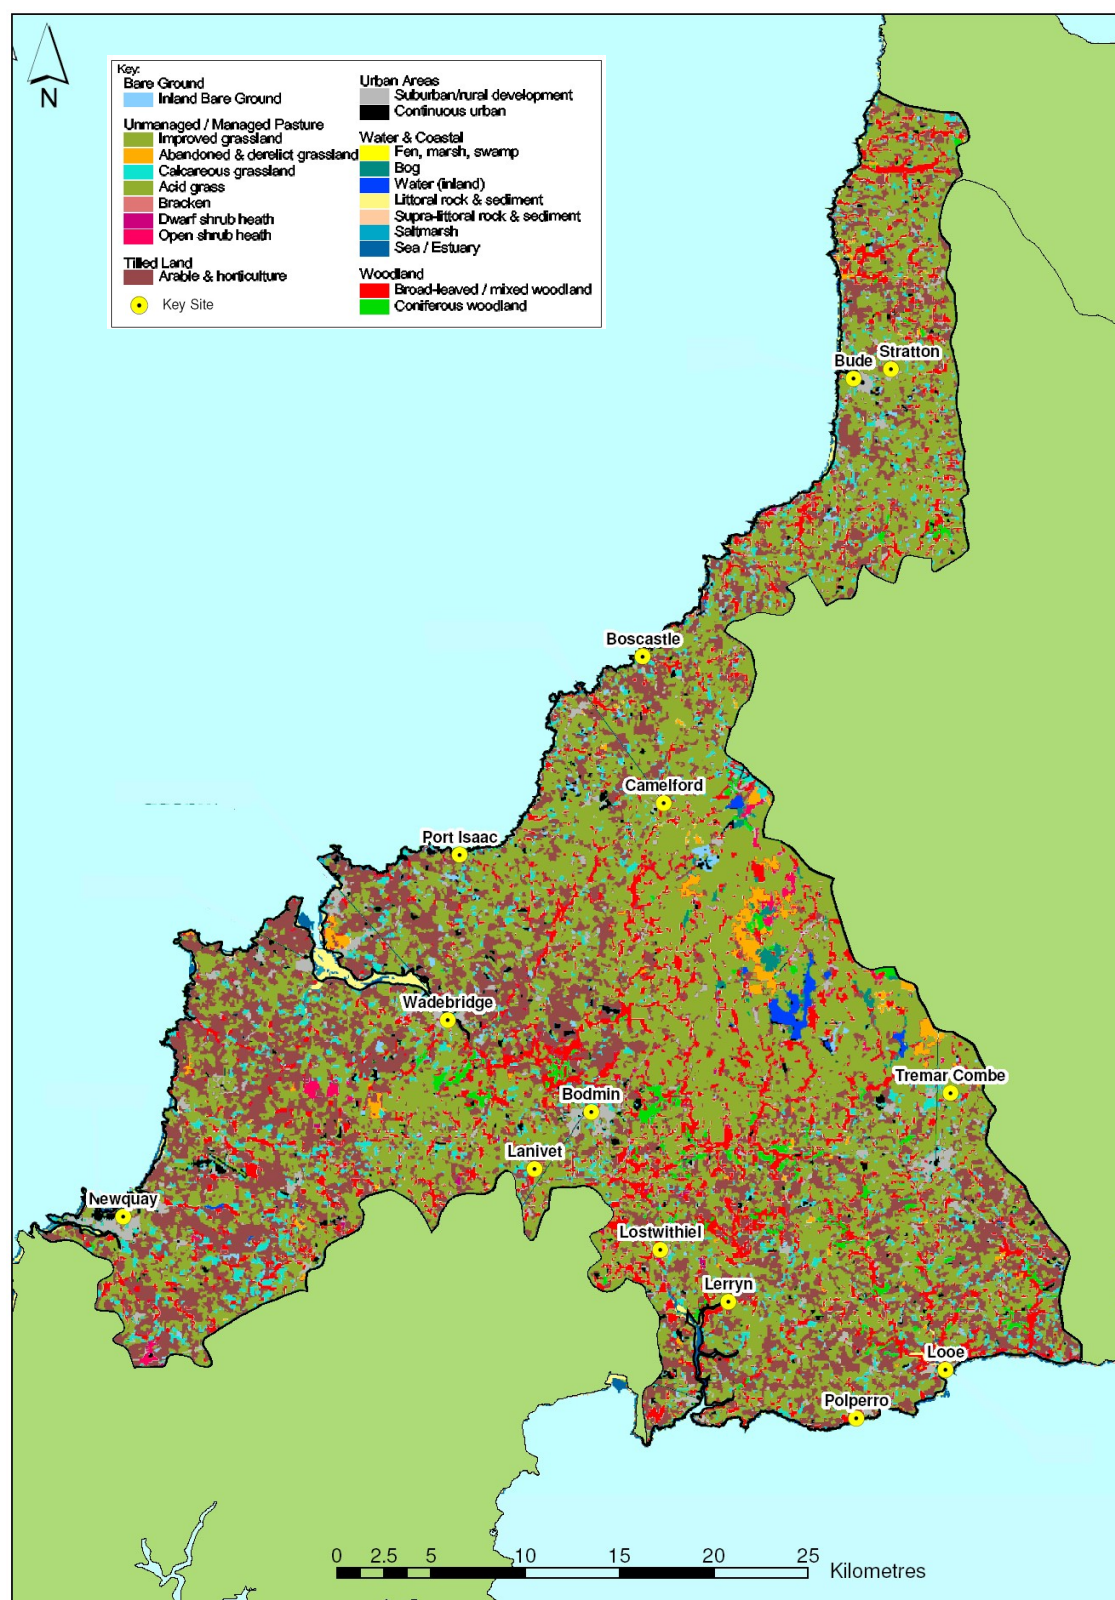 N
Key:
Bare Ground
Inland Bare Ground
Unmanaged / Managed Pasture
Improved grassland
Abandoned & derelict grassland
Calcareous grassland
Acid grass
Bracken
Dwarf shrub heath
Open shrub heath
Tilled Land
Arable & horticulture
Key Site
Urban Areas
Suburban/rural development
Continuous urban
Water & Coastal
Fen, marsh, swamp
Bog
Water (inland)
Littoral rock & sediment
Supra-littoral rock & sediment
Saltmarsh
Sea / Estuary
Woodland
Broad-leaved / mixed woodland
Coniferous woodland
Bude
Stratton
Boscastle
Camelford
Port Isaac
Wadebridge
Tremar Combe
Bodmin
Lanivet
Newquay
Lostwithiel
Lerryn
Looe
Polperro
0 2.5 5 10 15 20 25
Kilometres